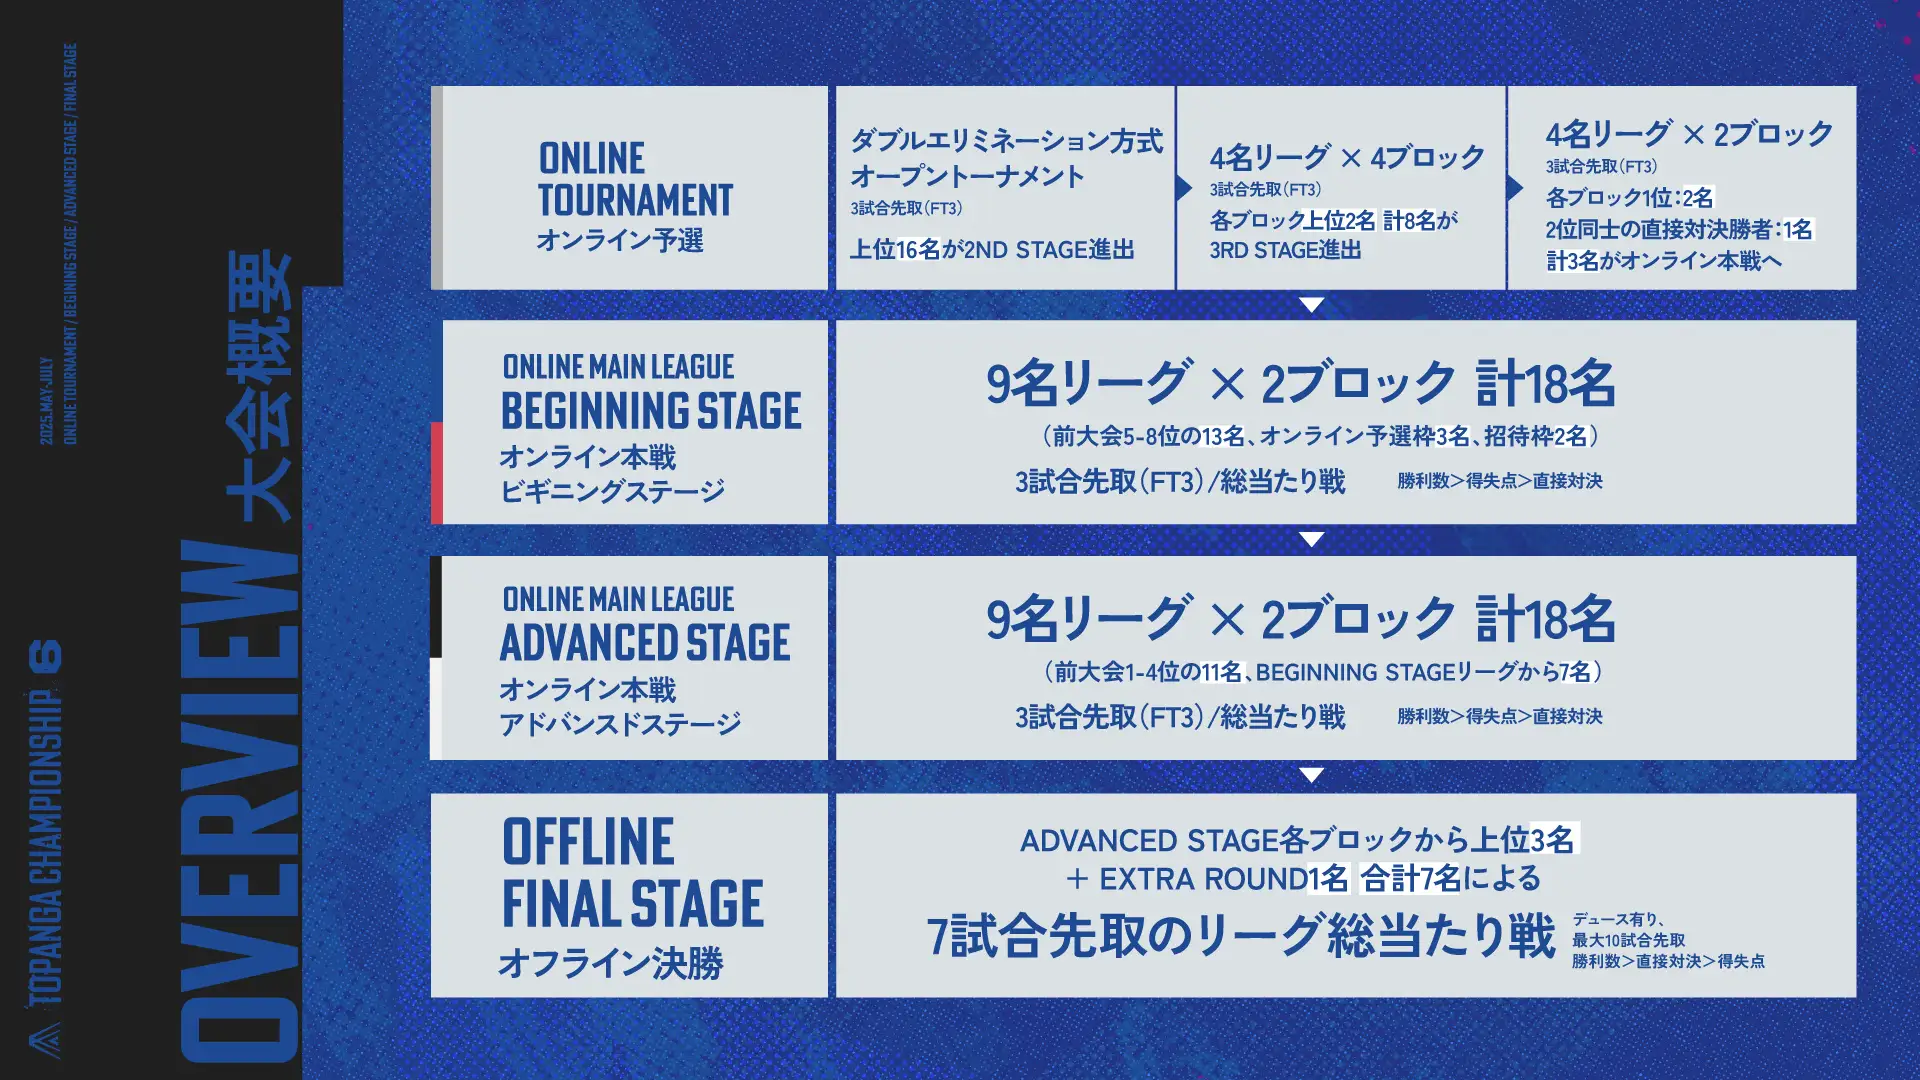 2025.MAY-JULY
ONLINE TOURNAMENT / BEGINING STAGE / ADVANCED STAGE / FINAL STAGE
TOPANGA CHAMPIONSHIP 6
OVERVIEW 大会概要
ONLINE
TOURNAMENT
オンライン予選
ダブルエリミネーション方式
オープントーナメント
3試合先取(FT3)
上位16名が2ND STAGE進出
4名リーグ × 4ブロック
3試合先取(FT3)
各ブロック上位2名 計8名が
3RD STAGE進出
4名リーグ × 2ブロック
3試合先取(FT3)
各ブロック1位:2名
2位同士の直接対決勝者:1名
計3名がオンライン本戦へ
ONLINE MAIN LEAGUE
BEGINNING STAGE
オンライン本戦
ビギニングステージ
9名リーグ × 2ブロック 計18名
(前大会5-8位の13名、オンライン予選枠3名、招待枠2名)
3試合先取(FT3)/総当たり戦 勝利数>得失点>直接対決
ONLINE MAIN LEAGUE
ADVANCED STAGE
オンライン本戦
アドバンスドステージ
9名リーグ × 2ブロック 計18名
(前大会1-4位の11名、BEGINNING STAGEリーグから7名)
3試合先取(FT3)/総当たり戦 勝利数>得失点>直接対決
OFFLINE
FINAL STAGE
オフライン決勝
ADVANCED STAGE各ブロックから上位3名
+ EXTRA ROUND1名 合計7名による
7試合先取のリーグ総当たり戦
デュース有り、
最大10試合先取
勝利数>直接対決>得失点